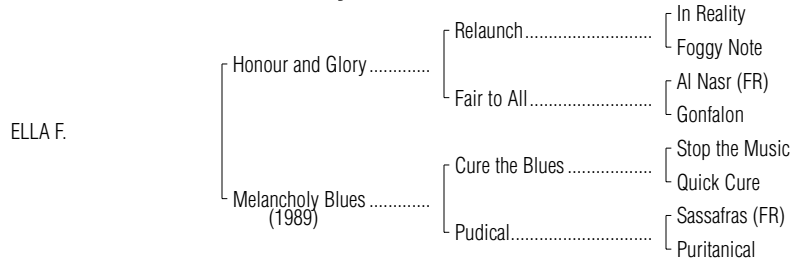 In Reality
Relaunch..............................
Foggy Note
Honour and Glory .............
Al Nasr (FR)
Fair to All.............................
Gonfalon
ELLA F.
Stop the Music
Cure the Blues ....................
Quick Cure
Melancholy Blues .............
(1989)
Sassafras (FR)
Pudical.................................
Puritanical